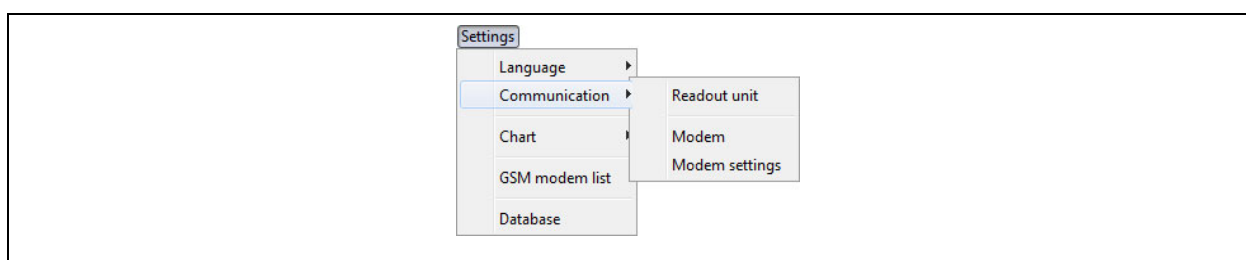 Settings
Language
Communication
Chart
GSM modem list
Database
Readout unit
Modem
Modem settings